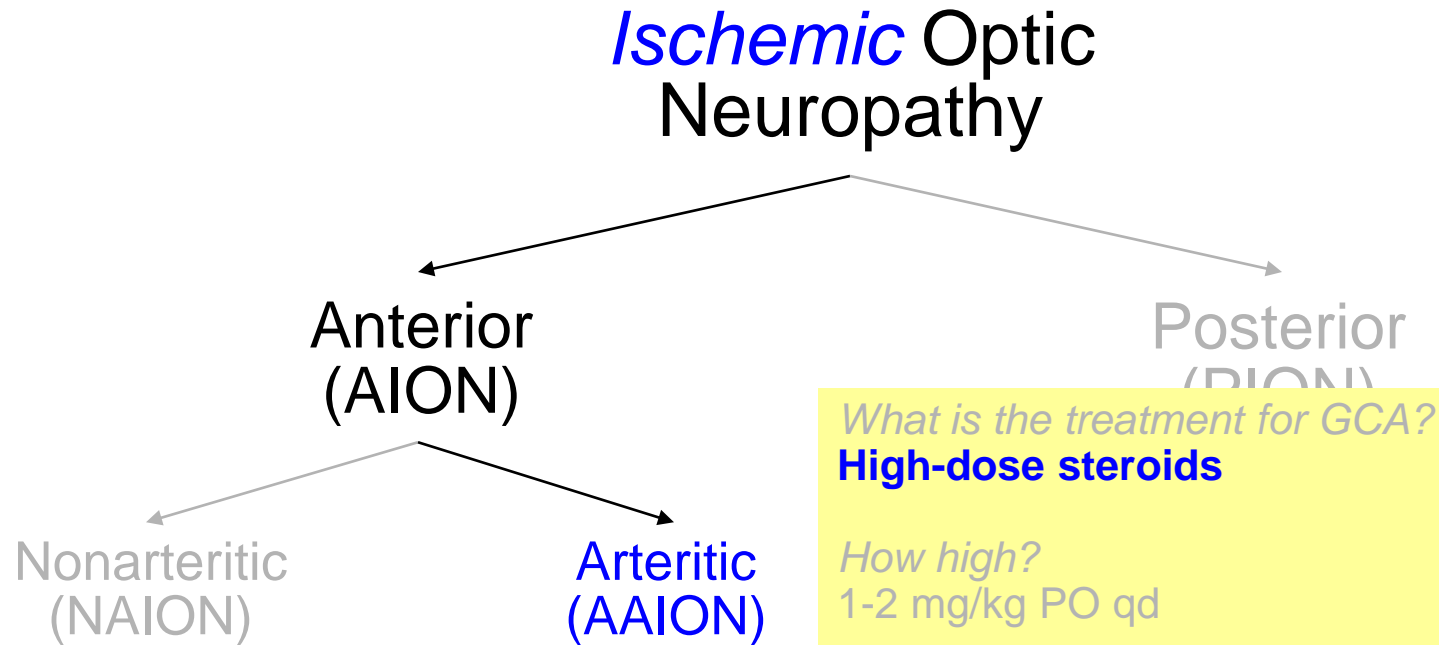 Ischemic Optic
Neuropathy
Anterior
(AION)
Posterior
(PION)
Nonarteritic
(NAION)
Arteritic
(AAION)
What is the treatment for GCA?
High-dose steroids
How high?
1-2 mg/kg PO qd